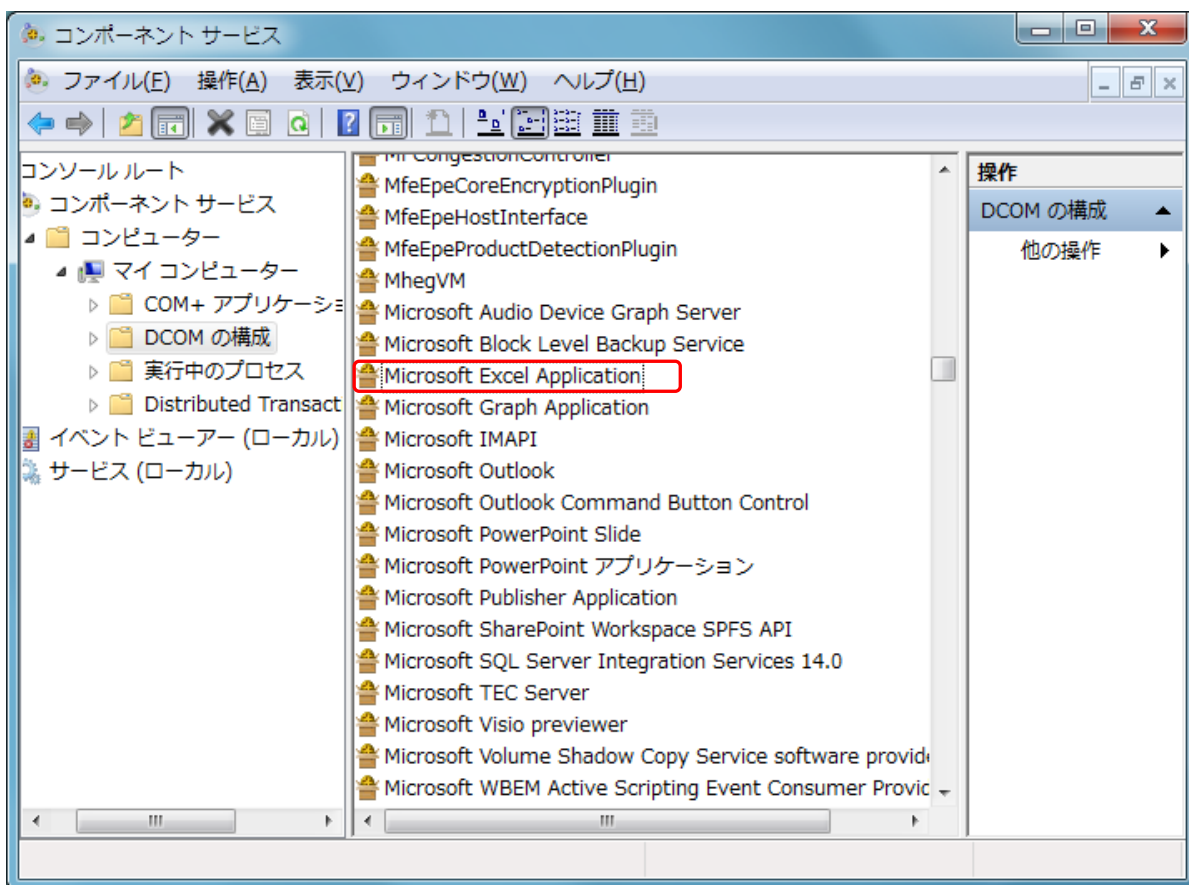 コンポーネント サービス
ファイル(F) 操作(A) 表示(V) ウィンドウ(W) ヘルプ(H)
コンソール ルート
コンポーネント サービス
コンピューター
マイ コンピューター
COM+ アプリケーショ
DCOM の構成
実行中のプロセス
Distributed Transact
イベント ビューアー (ローカル)
サービス (ローカル)
MfCongestionController
MfeEpeCoreEncryptionPlugin
MfeEpeHostInterface
MfeEpeProductDetectionPlugin
MhegVM
Microsoft Audio Device Graph Server
Microsoft Block Level Backup Service
Microsoft Excel Application
Microsoft Graph Application
Microsoft IMAPI
Microsoft Outlook
Microsoft Outlook Command Button Control
Microsoft PowerPoint Slide
Microsoft PowerPoint アプリケーション
Microsoft Publisher Application
Microsoft SharePoint Workspace SPFS API
Microsoft SQL Server Integration Services 14.0
Microsoft TEC Server
Microsoft Visio previewer
Microsoft Volume Shadow Copy Service software provid
Microsoft WBEM Active Scripting Event Consumer Provic
操作
DCOM の構成
他の操作